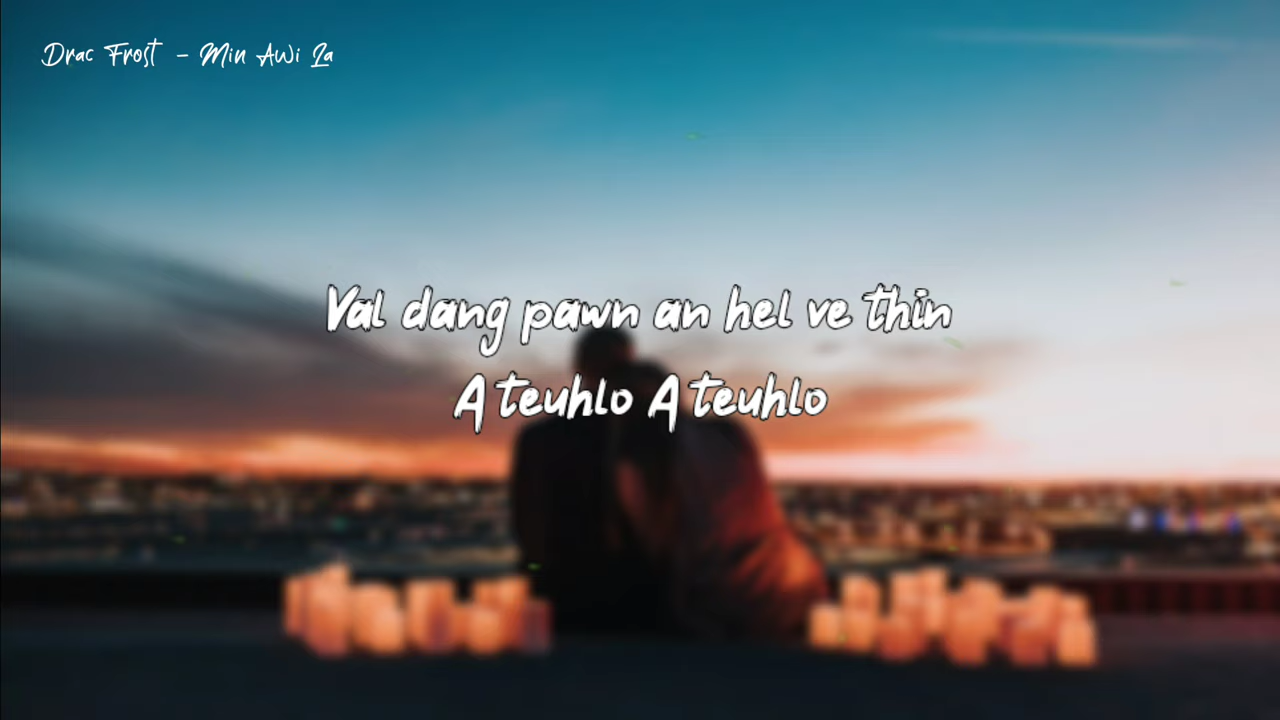 Drac Frost - Min Awi La
Val dang pawn an hel ve thin
A teuhlo A teuhlo